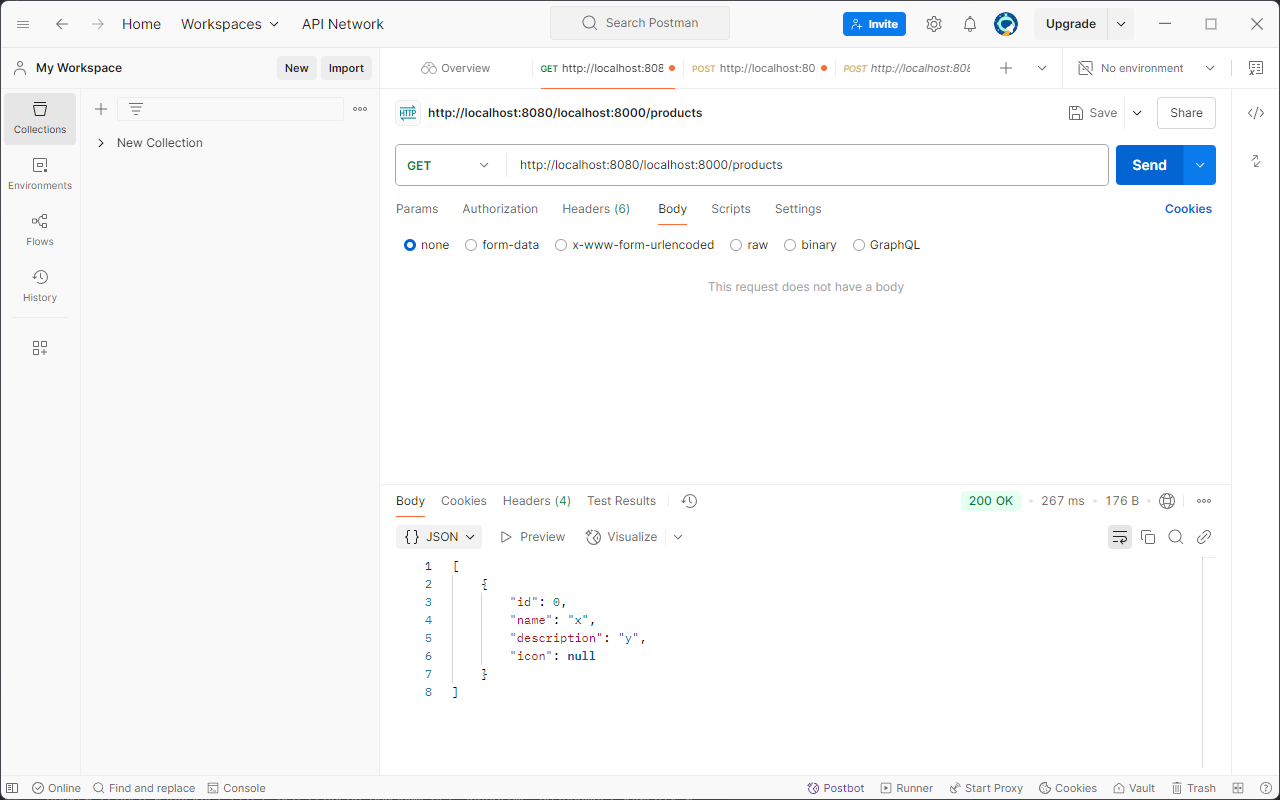 Home Workspaces API Network Search Postman Invite Upgrade
My Workspace New Import Overview GET http://localhost:808 POST http://localhost:80 POST http://localhost:808 No environment
Collections
Environments
Flows
History
New Collection
HTTP http://localhost:8080/localhost:8000/products Save Share
GET http://localhost:8080/localhost:8000/products Send
Params Authorization Headers (6) Body Scripts Settings Cookies
none form-data x-www-form-urlencoded raw binary GraphQL
This request does not have a body
Body Cookies Headers (4) Test Results 200 OK • 267 ms • 176 B
{} JSON Preview Visualize
1 [
2 {
3 "id": 0,
4 "name": "x",
5 "description": "y",
6 "icon": null
7 }
8 ]
Online Find and replace Console Postbot Runner Start Proxy Cookies Vault Trash